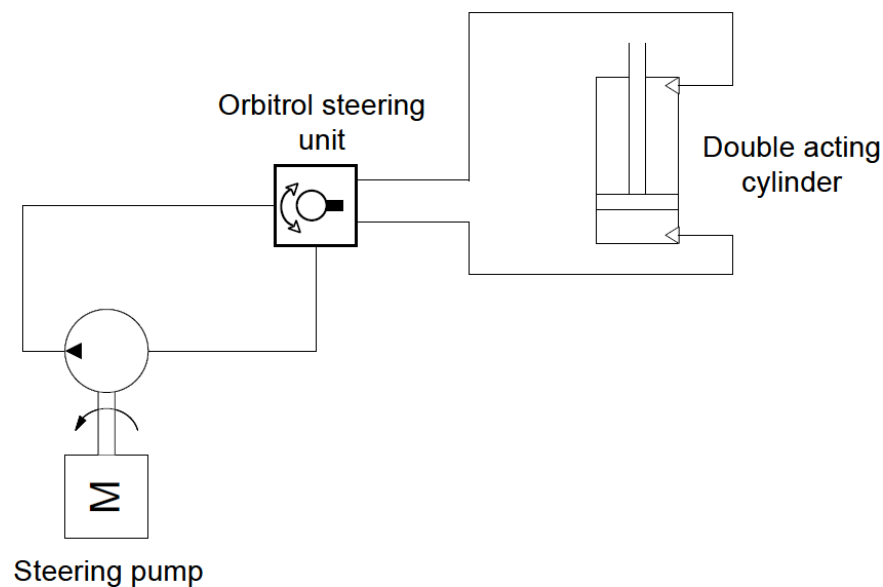 Orbitrol steering
unit
Double acting
cylinder
M
Steering pump